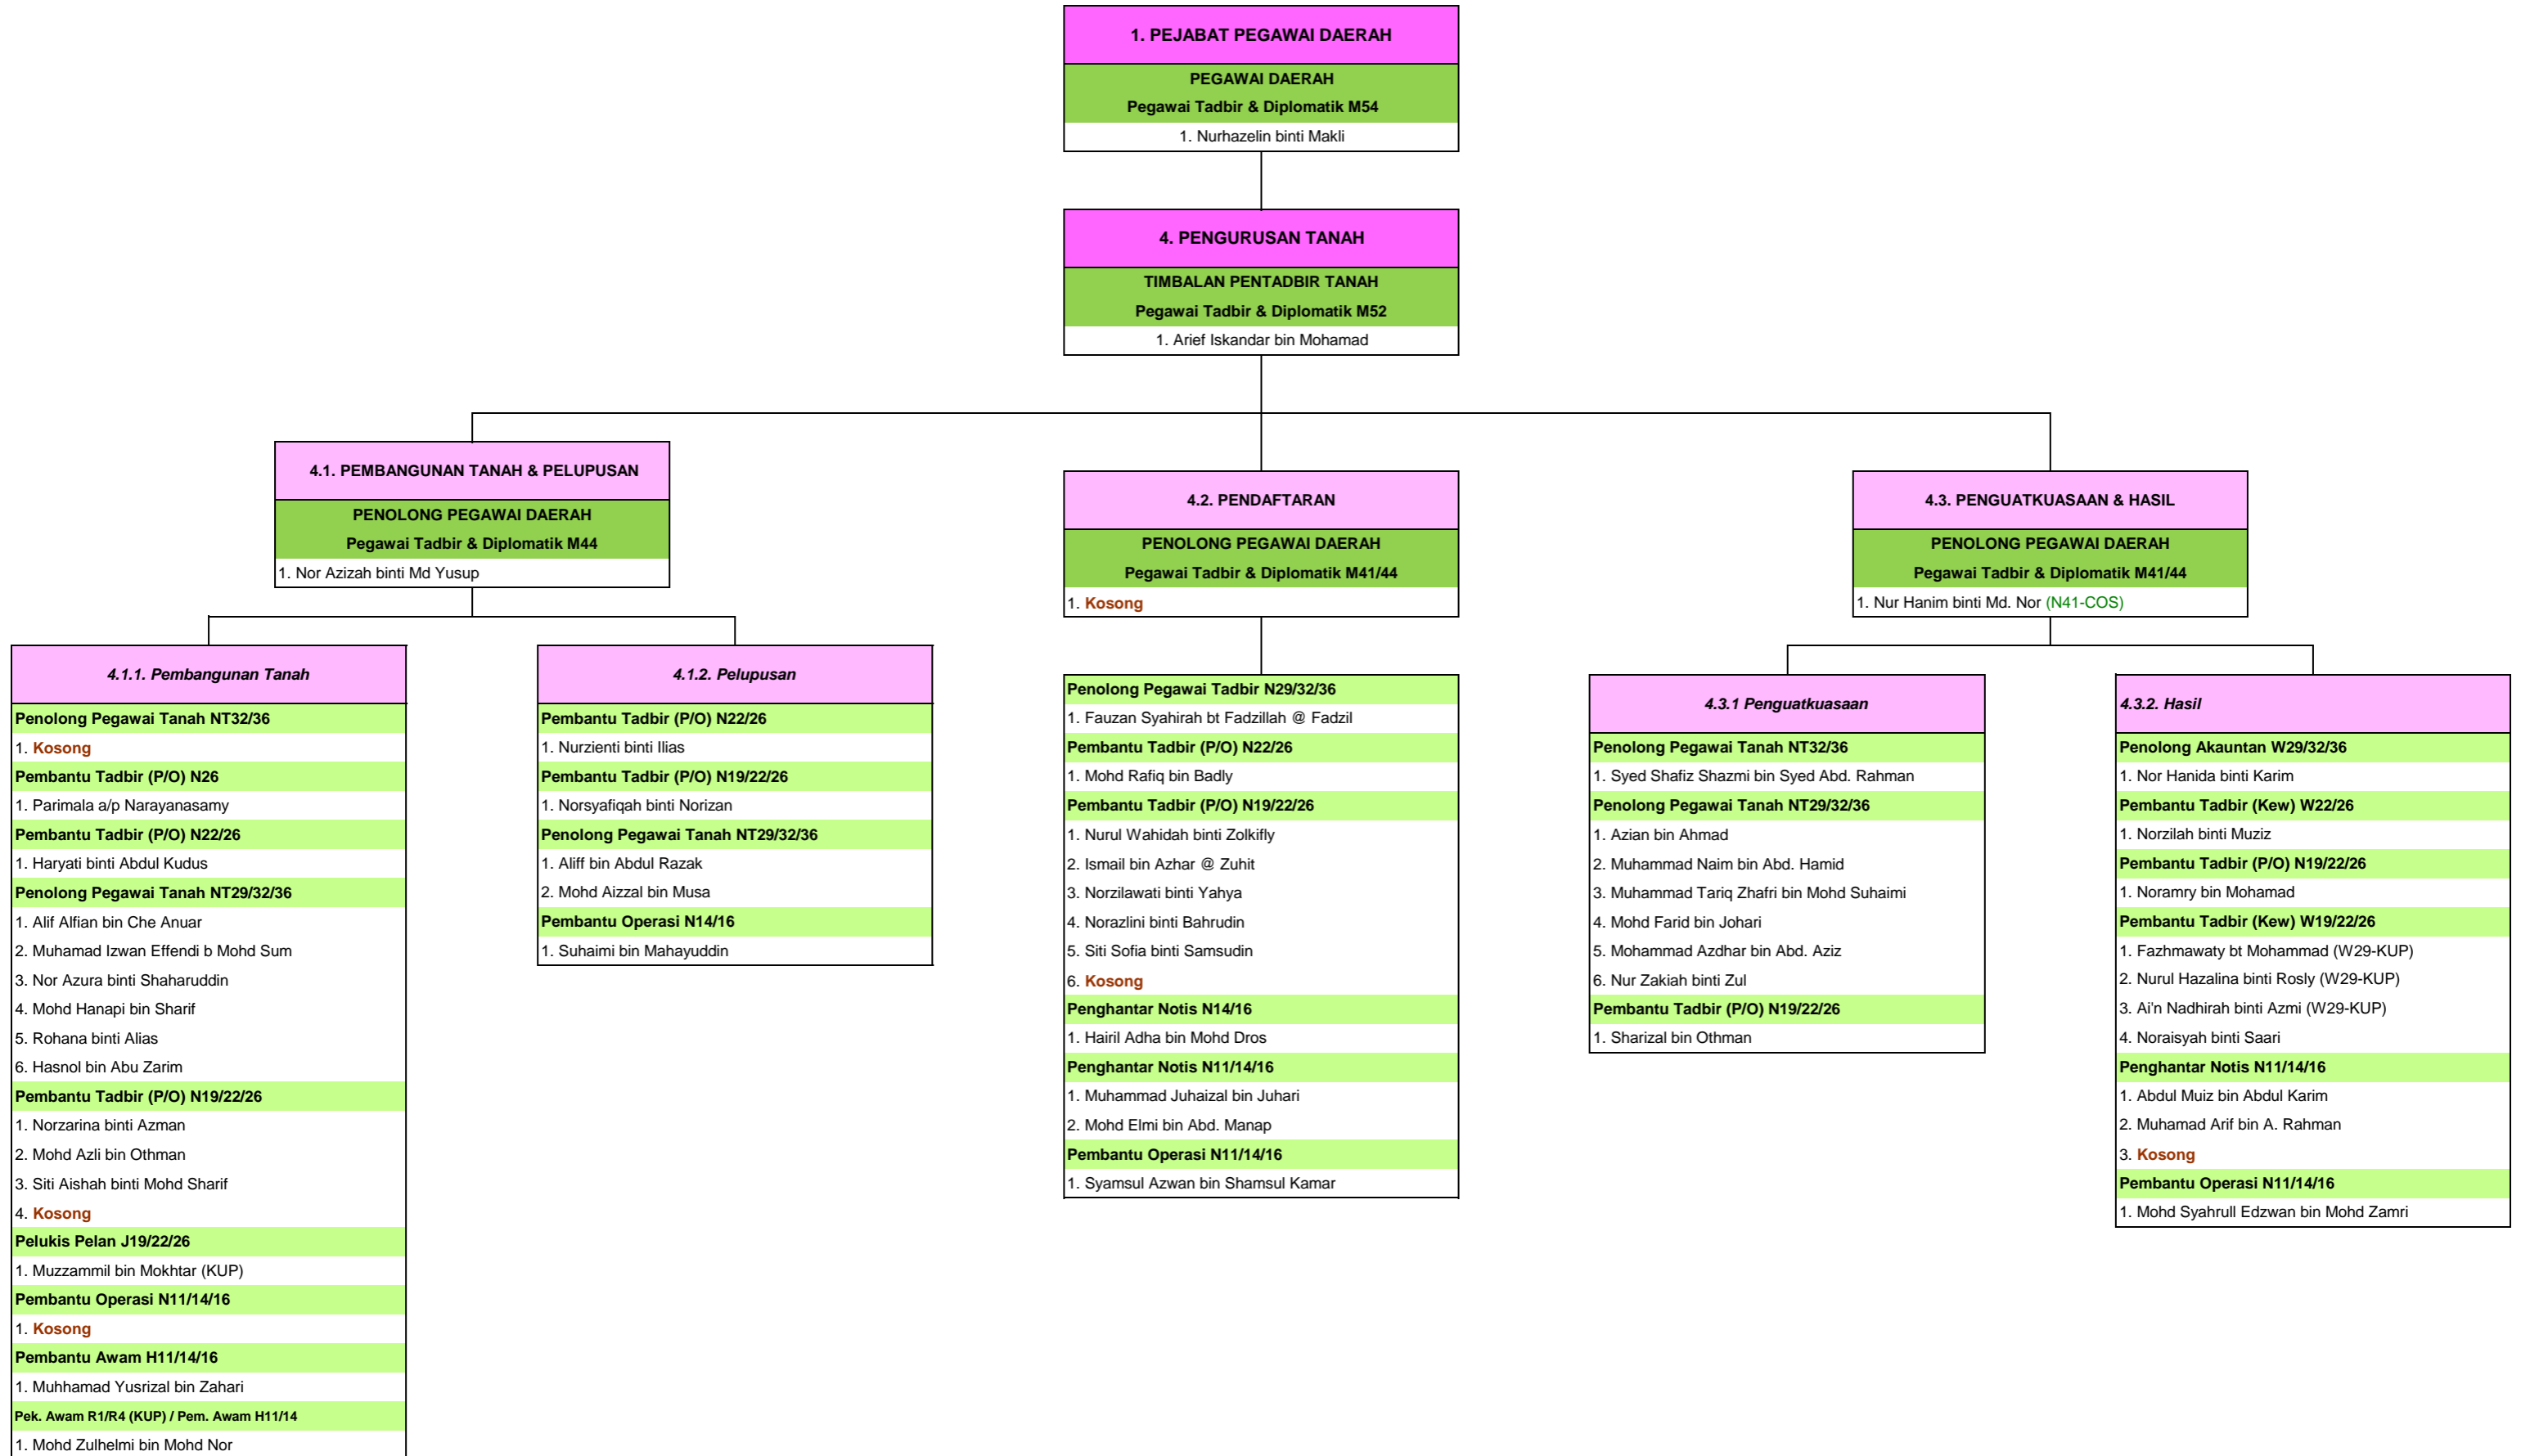 1. PEJABAT PEGAWAI DAERAH
PEGAWAI DAERAH
Pegawai Tadbir & Diplomatik M54
1. Nurhazelin binti Makli
4. PENGURUSAN TANAH
TIMBALAN PENTADBIR TANAH
Pegawai Tadbir & Diplomatik M52
1. Arief Iskandar bin Mohamad
4.1. PEMBANGUNAN TANAH & PELUPUSAN
PENOLONG PEGAWAI DAERAH
Pegawai Tadbir & Diplomatik M44
1. Nor Azizah binti Md Yusup
4.1.1. Pembangunan Tanah
Penolong Pegawai Tanah NT32/36
1. Kosong
Pembantu Tadbir (P/O) N26
1. Parimala a/p Narayanasamy
Pembantu Tadbir (P/O) N22/26
1. Haryati binti Abdul Kudus
Penolong Pegawai Tanah NT29/32/36
1. Alif Alfian bin Che Anuar
2. Muhamad Izwan Effendi b Mohd Sum
3. Nor Azura binti Shaharuddin
4. Mohd Hanapi bin Sharif
5. Rohana binti Alias
6. Hasnol bin Abu Zarim
Pembantu Tadbir (P/O) N19/22/26
1. Norzarina binti Azman
2. Mohd Azli bin Othman
3. Siti Aishah binti Mohd Sharif
4. Kosong
Pelukis Pelan J19/22/26
1. Muzzammil bin Mokhtar (KUP)
Pembantu Operasi N11/14/16
1. Kosong
Pembantu Awam H11/14/16
1. Muhhamad Yusrizal bin Zahari
Pek. Awam R1/R4 (KUP) / Pem. Awam H11/14
1. Mohd Zulhelmi bin Mohd Nor
4.1.2. Pelupusan
Pembantu Tadbir (P/O) N22/26
1. Nurzienti binti Ilias
Pembantu Tadbir (P/O) N19/22/26
1. Norsyafiqah binti Norizan
Penolong Pegawai Tanah NT29/32/36
1. Aliff bin Abdul Razak
2. Mohd Aizzal bin Musa
Pembantu Operasi N14/16
1. Suhaimi bin Mahayuddin
4.2. PENDAFTARAN
PENOLONG PEGAWAI DAERAH
Pegawai Tadbir & Diplomatik M41/44
1. Kosong
Penolong Pegawai Tadbir N29/32/36
1. Fauzan Syahirah bt Fadzillah @ Fadzil
Pembantu Tadbir (P/O) N22/26
1. Mohd Rafiq bin Badly
Pembantu Tadbir (P/O) N19/22/26
1. Nurul Wahidah binti Zolkifly
2. Ismail bin Azhar @ Zuhit
3. Norzilawati binti Yahya
4. Norazlini binti Bahrudin
5. Siti Sofia binti Samsudin
6. Kosong
Penghantar Notis N14/16
1. Hairil Adha bin Mohd Dros
Penghantar Notis N11/14/16
1. Muhammad Juhaizal bin Juhari
2. Mohd Elmi bin Abd. Manap
Pembantu Operasi N11/14/16
1. Syamsul Azwan bin Shamsul Kamar
4.3. PENGUATKUASAAN & HASIL
PENOLONG PEGAWAI DAERAH
Pegawai Tadbir & Diplomatik M41/44
1. Nur Hanim binti Md. Nor (N41-COS)
4.3.1 Penguatkuasaan
Penolong Pegawai Tanah NT32/36
1. Syed Shafiz Shazmi bin Syed Abd. Rahman
Penolong Pegawai Tanah NT29/32/36
1. Azian bin Ahmad
2. Muhammad Naim bin Abd. Hamid
3. Muhammad Tariq Zhafri bin Mohd Suhaimi
4. Mohd Farid bin Johari
5. Mohammad Azdhar bin Abd. Aziz
6. Nur Zakiah binti Zul
Pembantu Tadbir (P/O) N19/22/26
1. Sharizal bin Othman
4.3.2. Hasil
Penolong Akauntan W29/32/36
1. Nor Hanida binti Karim
Pembantu Tadbir (Kew) W22/26
1. Norzilah binti Muziz
Pembantu Tadbir (P/O) N19/22/26
1. Noramry bin Mohamad
Pembantu Tadbir (Kew) W19/22/26
1. Fazhmawaty bt Mohammad (W29-KUP)
2. Nurul Hazalina binti Rosly (W29-KUP)
3. Ai'n Nadhirah binti Azmi (W29-KUP)
4. Noraisyah binti Saari
Penghantar Notis N11/14/16
1. Abdul Muiz bin Abdul Karim
2. Muhamad Arif bin A. Rahman
3. Kosong
Pembantu Operasi N11/14/16
1. Mohd Syahrull Edzwan bin Mohd Zamri